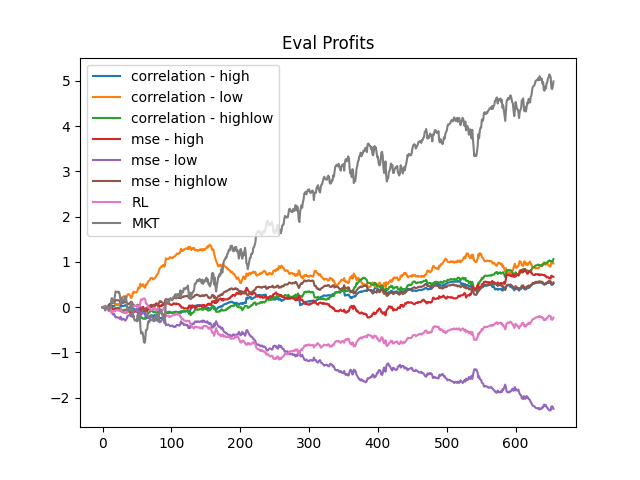 Eval Profits
correlation - high
correlation - low
correlation - highlow
mse - high
mse - low
mse - highlow
RL
MKT
5
4
3
2
1
0
−1
−2
0 100 200 300 400 500 600